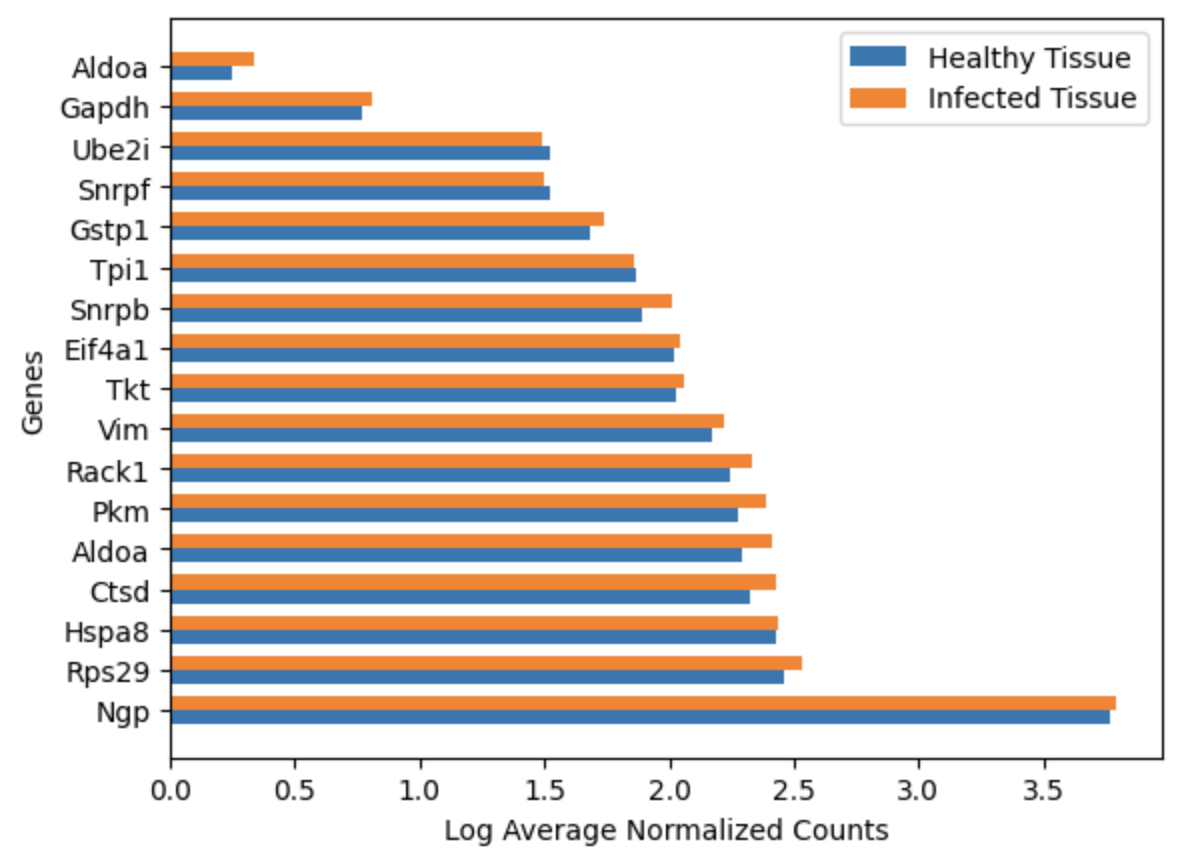 Healthy Tissue
Infected Tissue
Genes
Aldoa
Gapdh
Ube2i
Snrpf
Gstp1
Tpi1
Snrpb
Eif4a1
Tkt
Vim
Rack1
Pkm
Aldoa
Ctsd
Hspa8
Rps29
Ngp
0.0 0.5 1.0 1.5 2.0 2.5 3.0 3.5
Log Average Normalized Counts